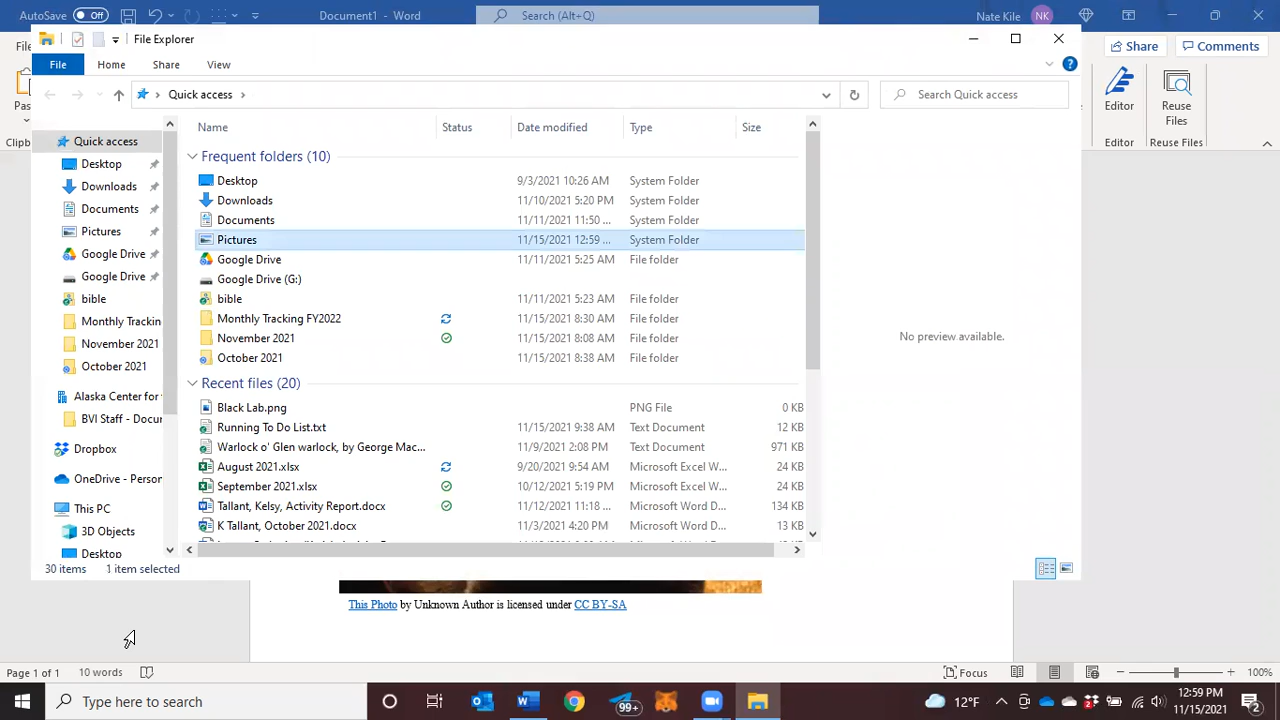 AutoSave Off Document1 - Word Search (Alt+Q) Nate Kile NK
File Explorer
Share Comments
File Home Share View
Quick access
Search Quick access
Editor Reuse Files
Clipb Editor Reuse Files
Name Status Date modified Type Size
Quick access
Desktop
Downloads
Documents
Pictures
Google Drive
Google Drive
bible
Monthly Trackin
November 2021
October 2021
Alaska Center for
BVI Staff - Docu
Dropbox
OneDrive - Person
This PC
3D Objects
Desktop
Frequent folders (10)
Desktop 9/3/2021 10:26 AM System Folder
Downloads 11/10/2021 5:20 PM System Folder
Documents 11/11/2021 11:50 ... System Folder
Pictures 11/15/2021 12:59 ... System Folder
Google Drive 11/11/2021 5:25 AM File folder
Google Drive (G:)
bible 11/11/2021 5:23 AM File folder
Monthly Tracking FY2022 11/15/2021 8:30 AM File folder
November 2021 11/15/2021 8:08 AM File folder
October 2021 11/15/2021 8:38 AM File folder
Recent files (20)
Black Lab.png PNG File 0 KB
Running To Do List.txt 11/15/2021 9:38 AM Text Document 12 KB
Warlock o' Glen warlock, by George Mac... 11/9/2021 2:08 PM Text Document 971 KB
August 2021.xlsx 9/20/2021 9:54 AM Microsoft Excel W... 24 KB
September 2021.xlsx 10/12/2021 5:19 PM Microsoft Excel W... 24 KB
Tallant, Kelsy, Activity Report.docx 11/12/2021 11:18 ... Microsoft Word D... 134 KB
K Tallant, October 2021.docx 11/3/2021 4:20 PM Microsoft Word D... 13 KB
No preview available.
30 items 1 item selected
This Photo by Unknown Author is licensed under CC BY-SA
Page 1 of 1 10 words Focus 100%
Type here to search 99+ 12°F 2 12:59 PM
11/15/2021 2